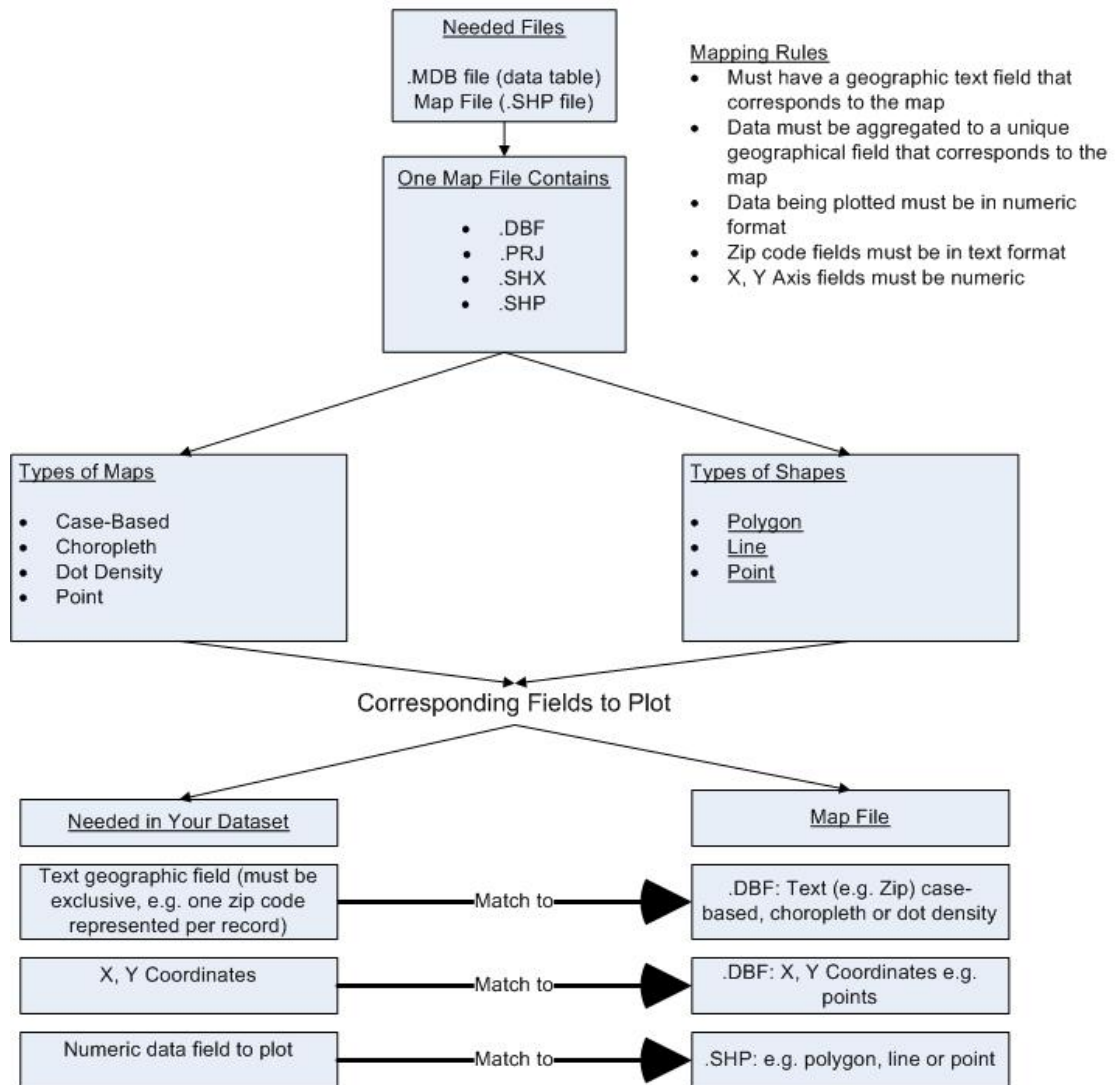 Needed Files
.MDB file (data table)
Map File (.SHP file)
Mapping Rules
• Must have a geographic text field that
corresponds to the map
• Data must be aggregated to a unique
geographical field that corresponds to the
map
• Data being plotted must be in numeric
format
• Zip code fields must be in text format
• X, Y Axis fields must be numeric
One Map File Contains
• .DBF
• .PRJ
• .SHX
• .SHP
Types of Maps
• Case-Based
• Choropleth
• Dot Density
• Point
Types of Shapes
• Polygon
• Line
• Point
Corresponding Fields to Plot
Needed in Your Dataset
Map File
Text geographic field (must be
exclusive, e.g. one zip code
represented per record)
Match to
.DBF: Text (e.g. Zip) case-
based, choropleth or dot density
X, Y Coordinates
Match to
.DBF: X, Y Coordinates e.g.
points
Numeric data field to plot
Match to
.SHP: e.g. polygon, line or point